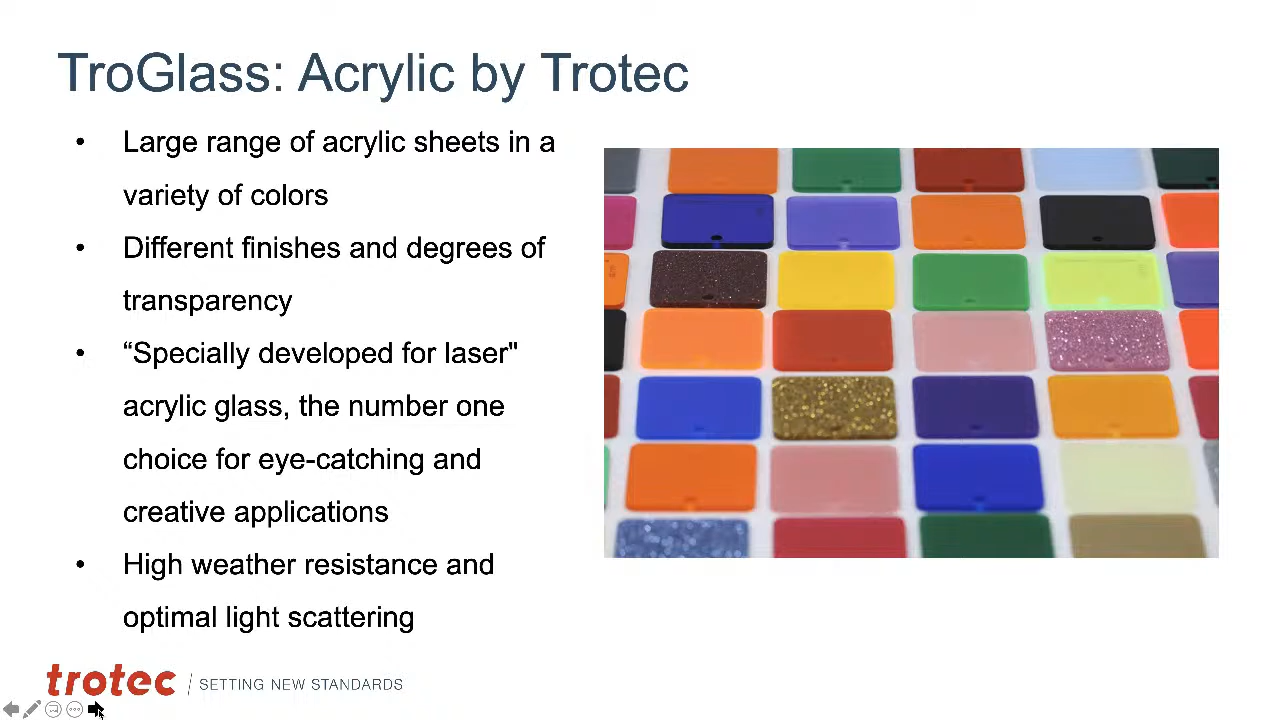 TroGlass: Acrylic by Trotec
• Large range of acrylic sheets in a
variety of colors
• Different finishes and degrees of
transparency
• “Specially developed for laser"
acrylic glass, the number one
choice for eye-catching and
creative applications
• High weather resistance and
optimal light scattering
trotec / SETTING NEW STANDARDS